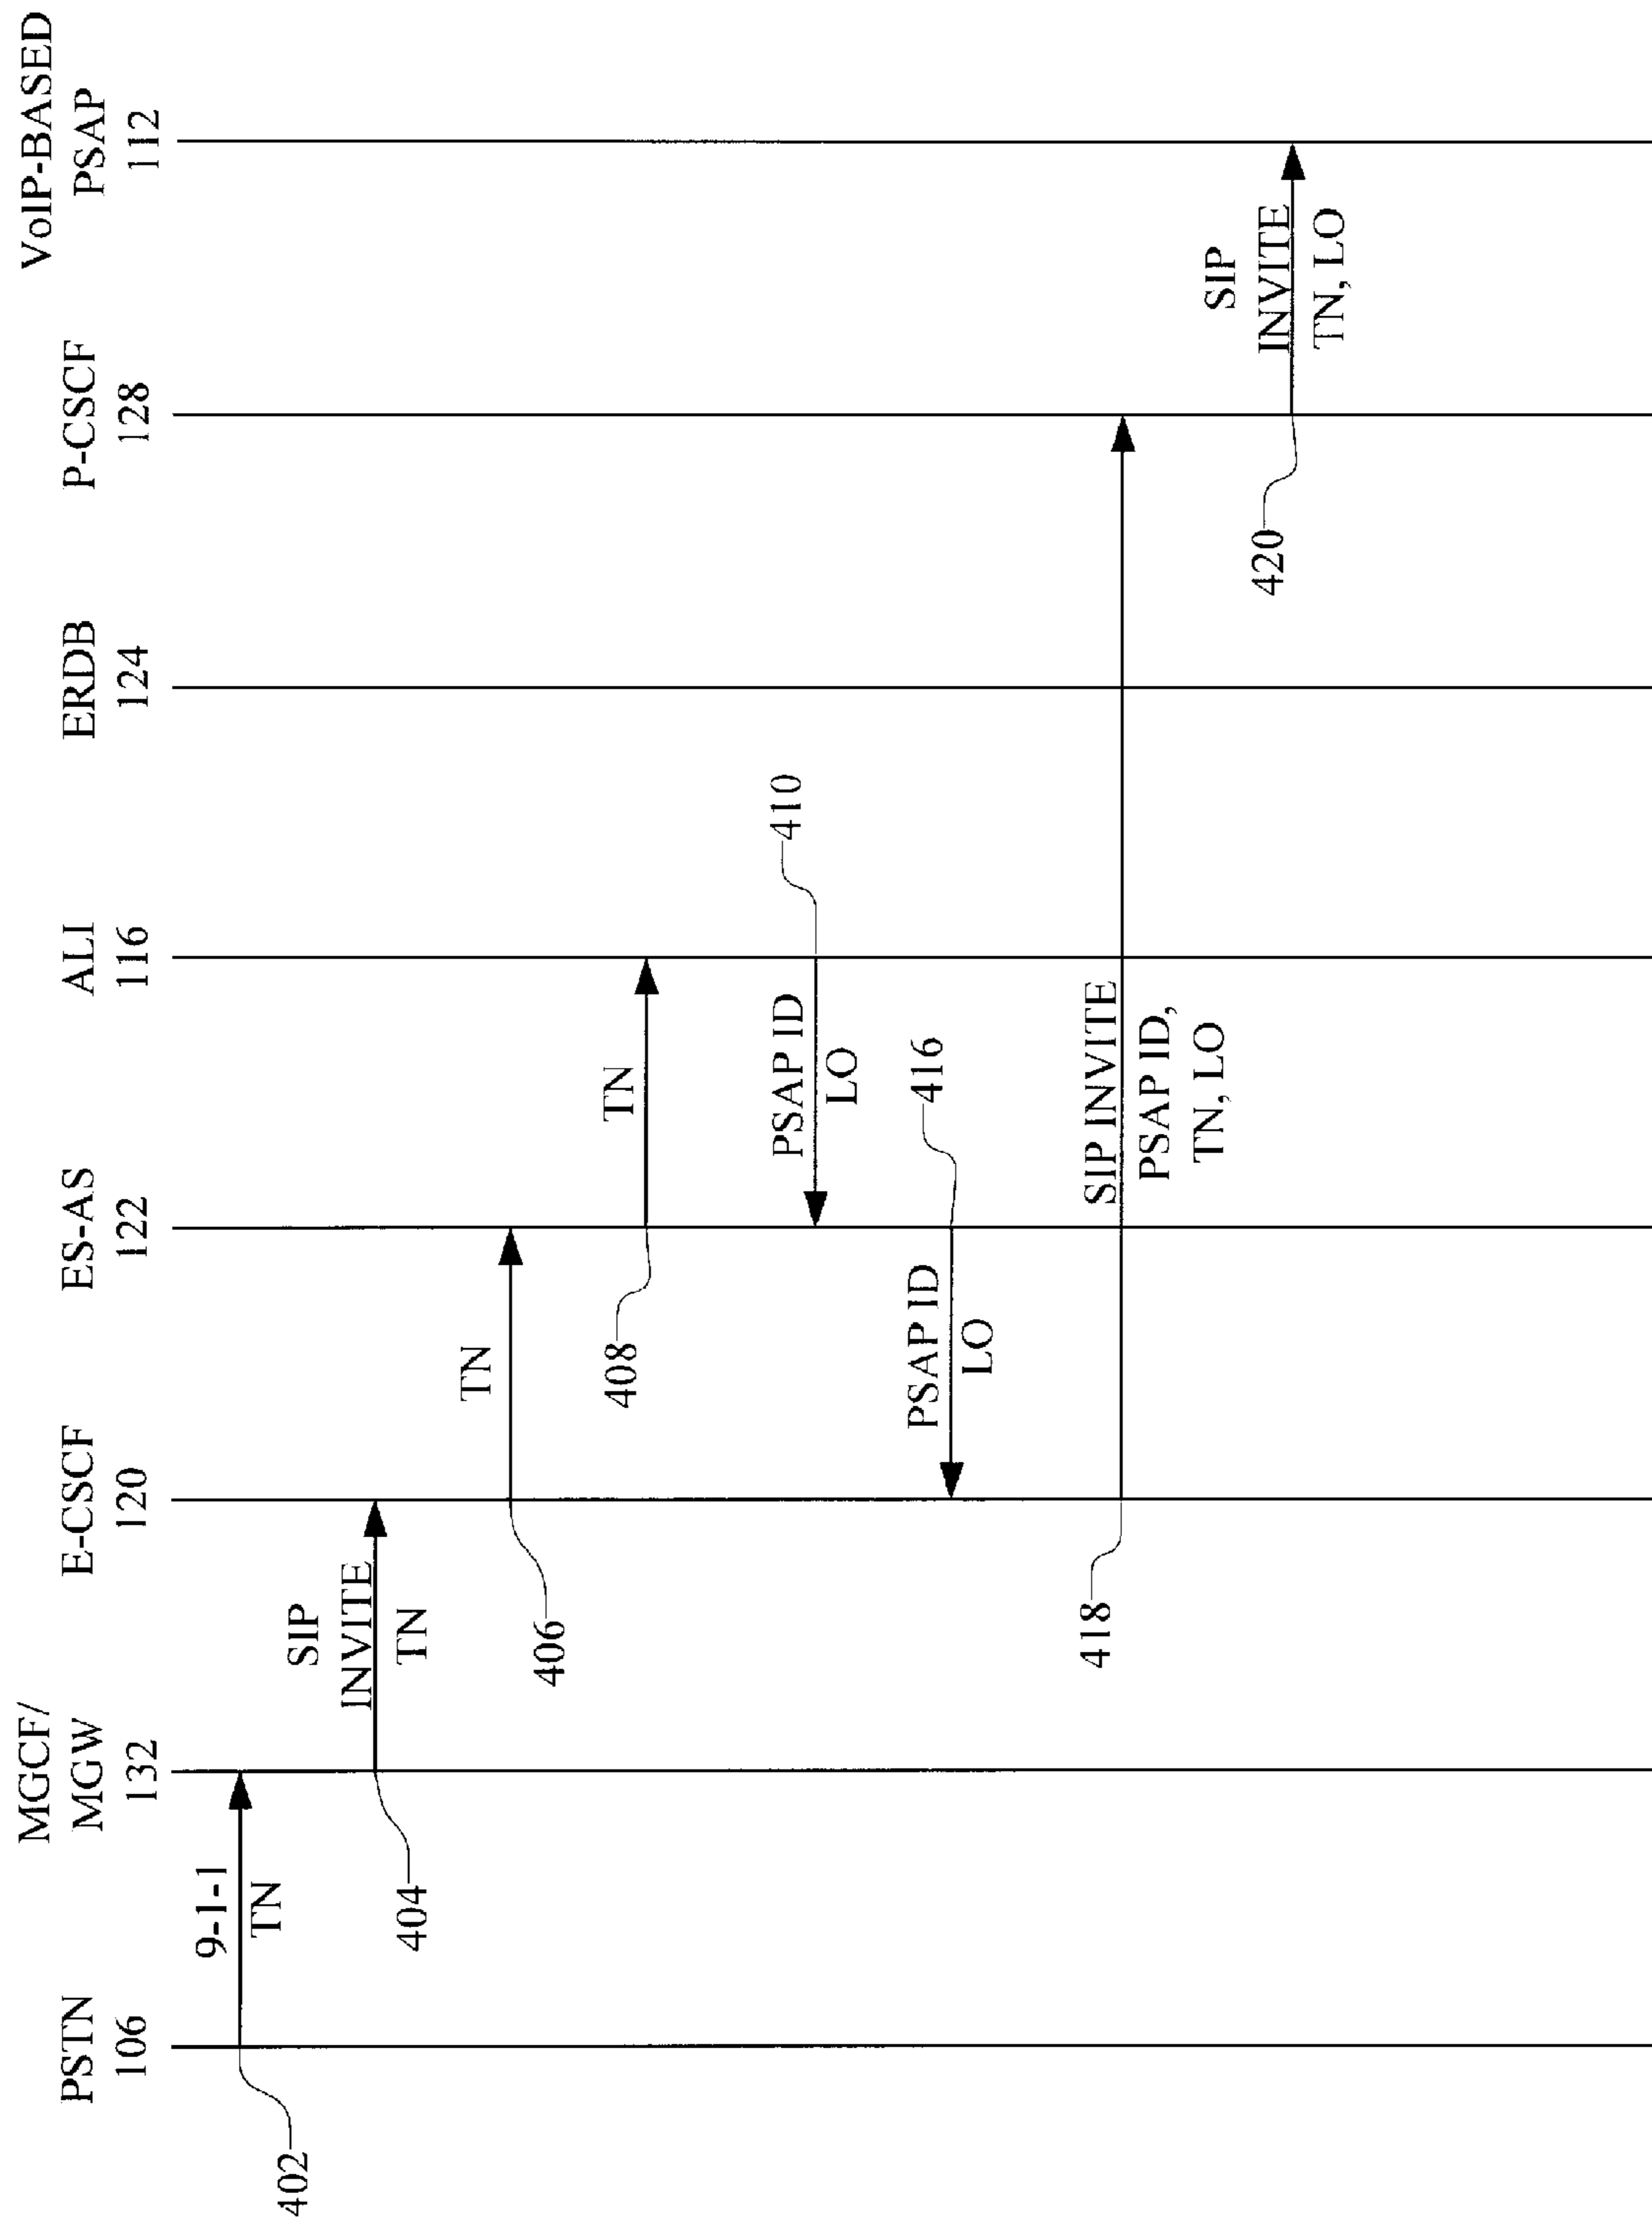 PSTN
106
MGCF/
MGW
132
E-CSCF
120
ES-AS
122
ALI
116
ERDB
124
P-CSCF
128
VoIP-BASED
PSAP
112
9-1-1
TN
402
SIP
INVITE
TN
404
TN
406
TN
408
PSAP ID
LO
410
PSAP ID
LO
416
SIP INVITE
PSAP ID,
TN, LO
418
SIP
INVITE
TN, LO
420